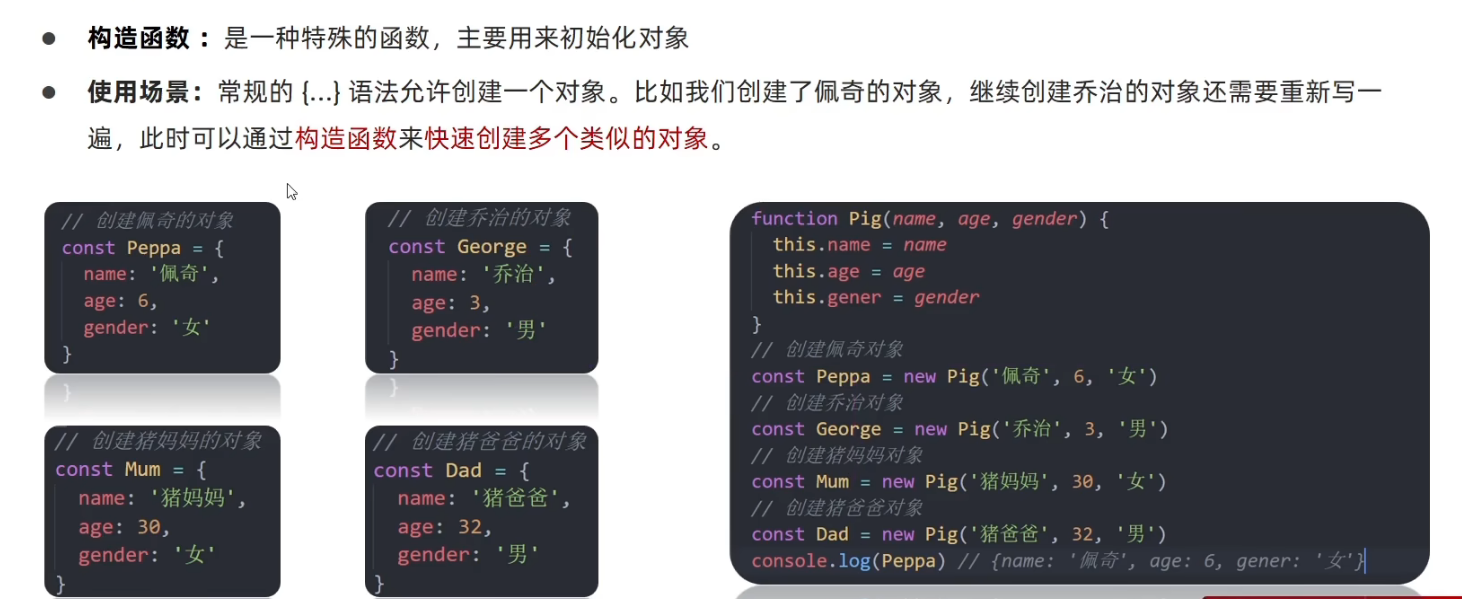 ● 构造函数 ：是一种特殊的函数，主要用来初始化对象
● 使用场景：常规的 {...} 语法允许创建一个对象。比如我们创建了佩奇的对象，继续创建乔治的对象还需要重新写一
遍，此时可以通过构造函数来快速创建多个类似的对象。
// 创建佩奇的对象
const Peppa = {
  name: '佩奇',
  age: 6,
  gender: '女'
}
// 创建乔治的对象
const George = {
  name: '乔治',
  age: 3,
  gender: '男'
}
// 创建猪妈妈的对象
const Mum = {
  name: '猪妈妈',
  age: 30,
  gender: '女'
}
// 创建猪爸爸的对象
const Dad = {
  name: '猪爸爸',
  age: 32,
  gender: '男'
}
function Pig(name, age, gender) {
  this.name = name
  this.age = age
  this.gener = gender
}
// 创建佩奇对象
const Peppa = new Pig('佩奇', 6, '女')
// 创建乔治对象
const George = new Pig('乔治', 3, '男')
// 创建猪妈妈对象
const Mum = new Pig('猪妈妈', 30, '女')
// 创建猪爸爸对象
const Dad = new Pig('猪爸爸', 32, '男')
console.log(Peppa) // {name: '佩奇', age: 6, gener: '女'}